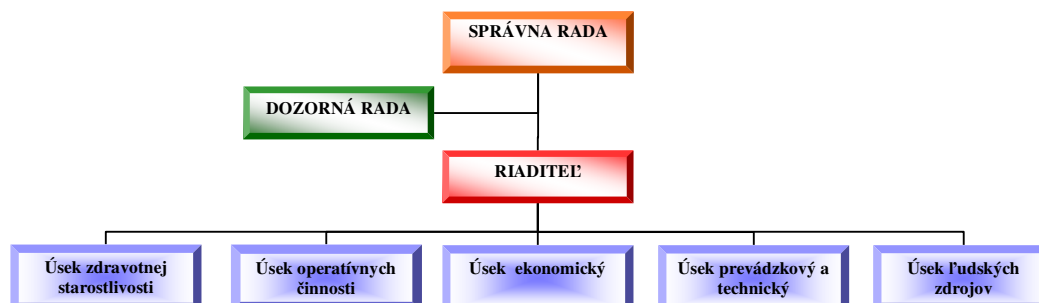 SPRÁVNA RADA
DOZORNÁ RADA
RIADITEĽ
Úsek zdravotnej
starostlivosti
Úsek operatívnych
činnosti
Úsek ekonomický
Úsek prevádzkový a
technický
Úsek ľudských
zdrojov